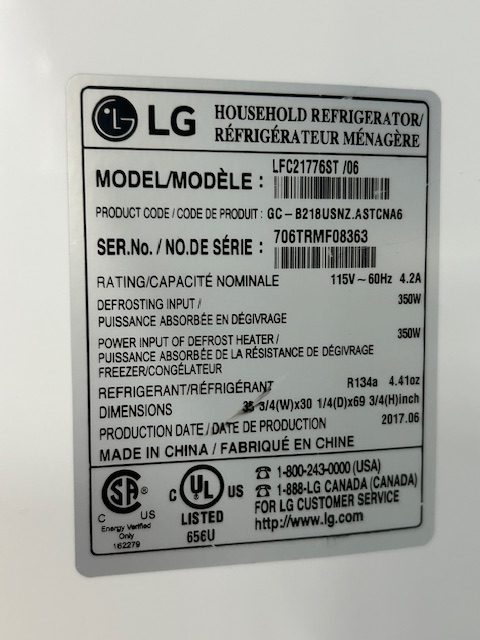 LG HOUSEHOLD REFRIGERATOR/
RÉFRIGÉRATEUR MÉNAGÈRE
MODEL/MODÈLE : LFC21776ST /06
PRODUCT CODE / CODE DE PRODUIT : GC-B218USNZ.ASTCNA6
SER.No. / NO.DE SÉRIE : 706TRMF08363
RATING/CAPACITÉ NOMINALE 115V~60Hz 4.2A
DEFROSTING INPUT / 350W
PUISSANCE ABSORBÉE EN DÉGIVRAGE
POWER INPUT OF DEFROST HEATER / 350W
PUISSANCE ABSORBÉE DE LA RÉSISTANCE DE DÉGIVRAGE
FREEZER/CONGÉLATEUR
REFRIGERANT/RÉFRIGÉRANT R134a 4.41oz
DIMENSIONS 3/4(W)x30 1/4(D)x69 3/4(H)inch
PRODUCTION DATE / DATE DE PRODUCTION 2017.06
MADE IN CHINA / FABRIQUÉ EN CHINE
SA ®
C US
Energy Verified
Only
162279
C UL US
®
LISTED
656U
☎ 1-800-243-0000 (USA)
☎ 1-888-LG CANADA (CANADA)
FOR LG CUSTOMER SERVICE
http://www.lg.com